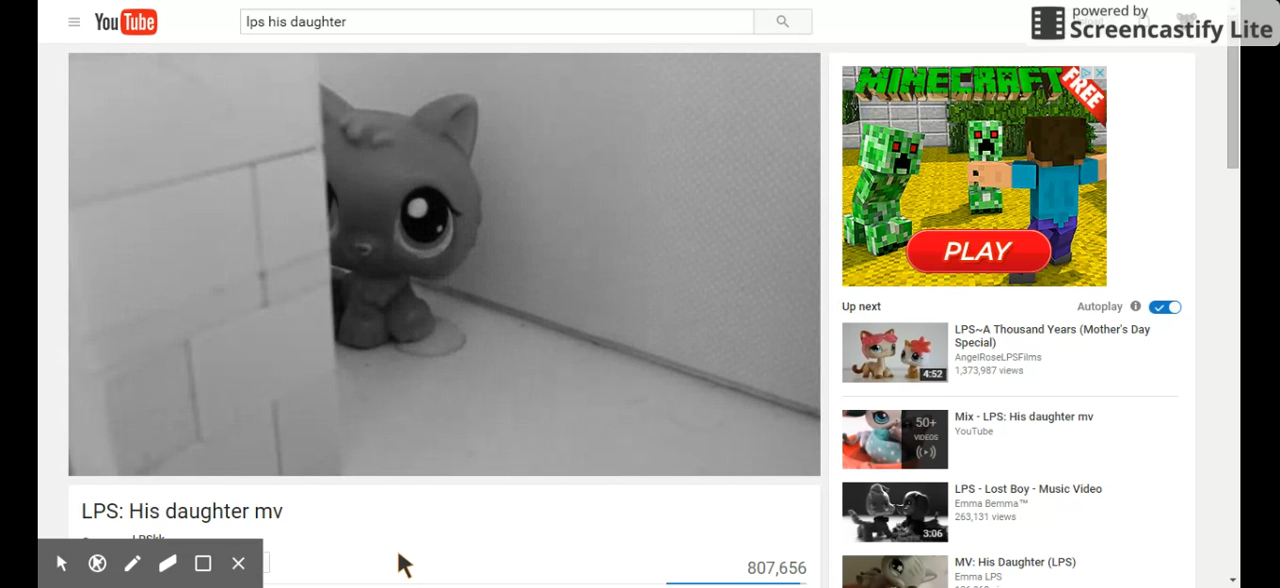 YouTube
lps his daughter
powered by
Screencastify Lite
MINECRAFT
FREE
PLAY
Up next
Autoplay
LPS~A Thousand Years (Mother's Day
Special)
AngelRoseLPSFilms
1,373,987 views
4:52
50+
VIDEOS
Mix - LPS: His daughter mv
YouTube
LPS - Lost Boy - Music Video
Emma Bemma™
263,131 views
3:06
MV: His Daughter (LPS)
Emma LPS
LPS: His daughter mv
807,656